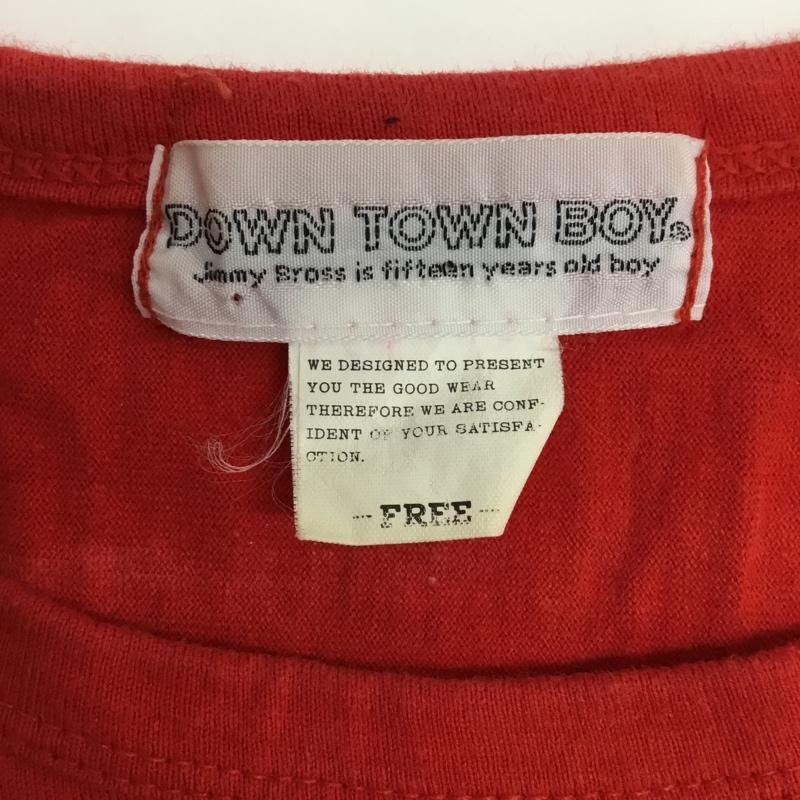 DOWN TOWN BOY®
Jimmy Bross is fifteen years old boy
WE DESIGNED TO PRESENT
YOU THE GOOD WEAR
THEREFORE WE ARE CONF-
IDENT OF YOUR SATISFA-
CTION.
-- FREE --